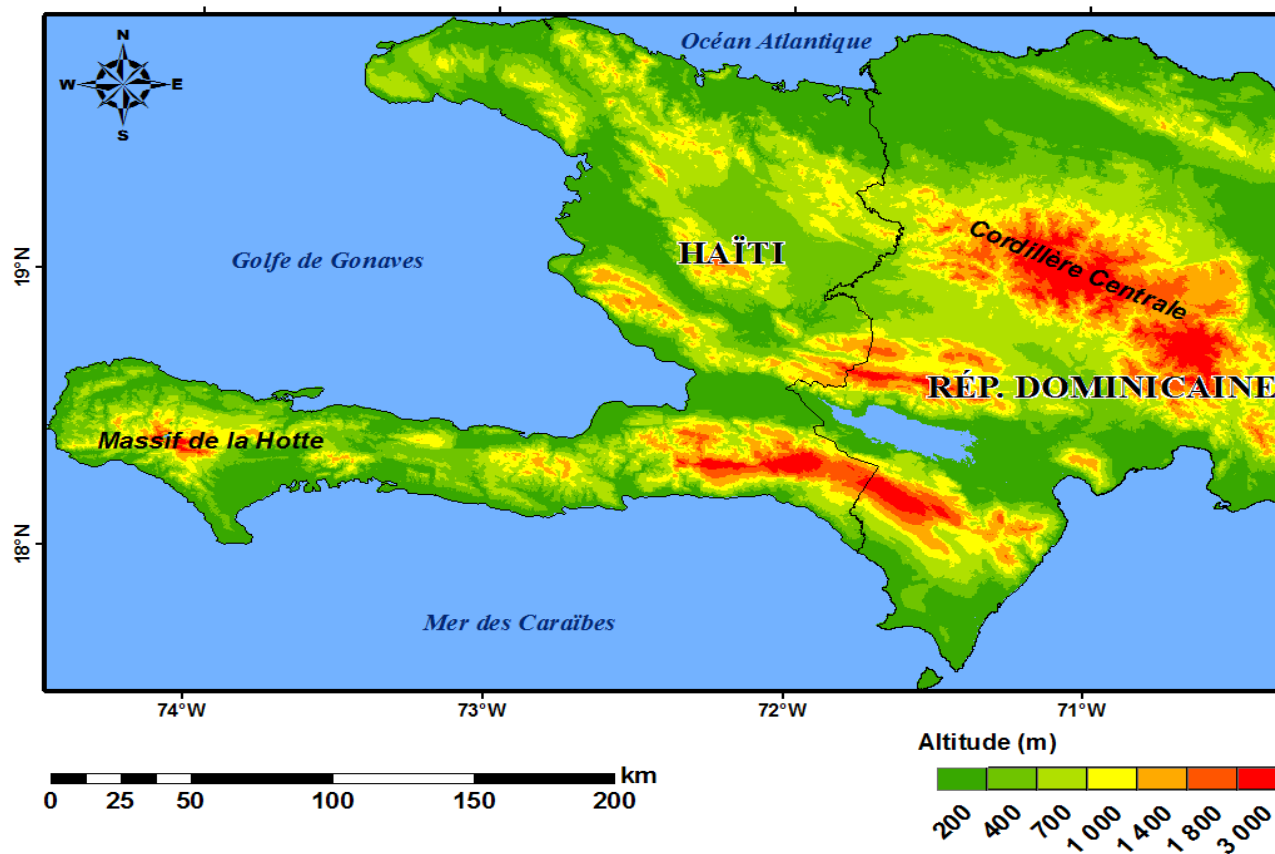 Océan Atlantique
N
W E
S
Cordillère Centrale
HAÏTI
Golfe de Gonaves
19°N
RÉP. DOMINICAINE
Massif de la Hotte
18°N
Mer des Caraïbes
74°W 73°W 72°W 71°W
Altitude (m)
km
0 25 50 100 150 200
200 400 700 1 000 1 400 1 800 3 000